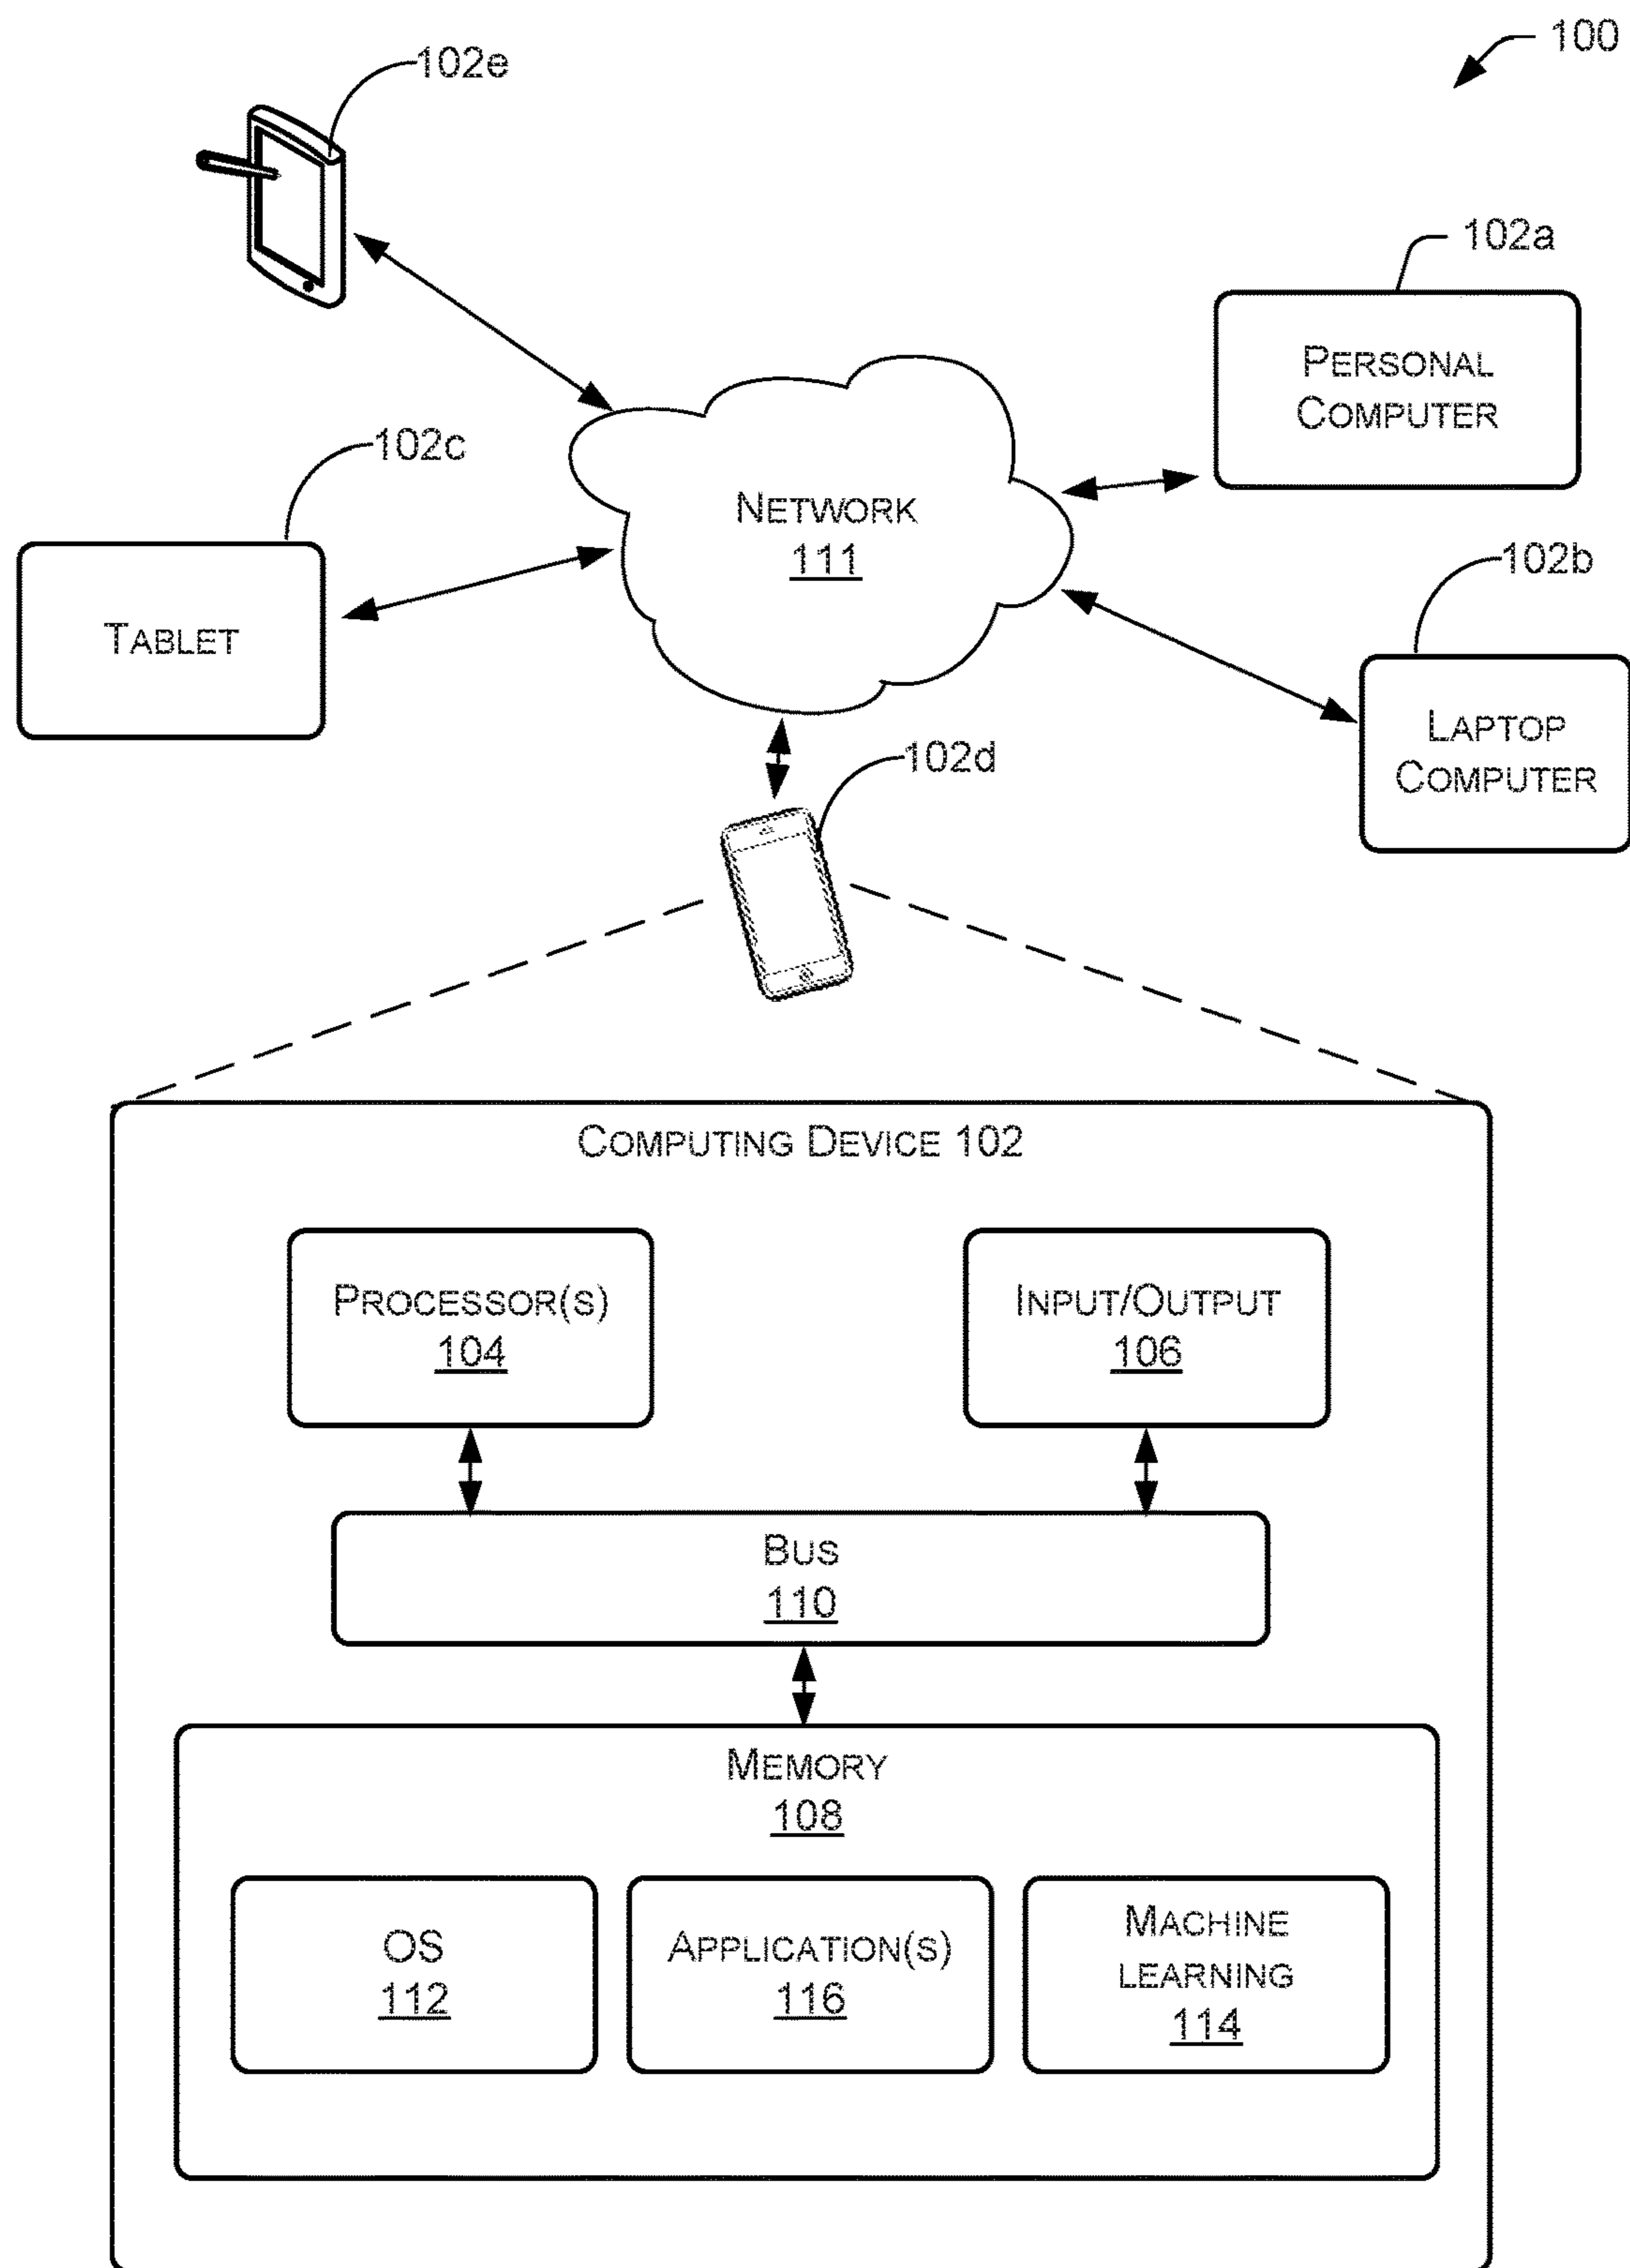 100
102e
102a
PERSONAL
COMPUTER
102c
NETWORK
111
102b
TABLET
LAPTOP
COMPUTER
102d
COMPUTING DEVICE 102
PROCESSOR(S)
104
INPUT/OUTPUT
106
BUS
110
MEMORY
108
OS
112
APPLICATION(S)
116
MACHINE
LEARNING
114